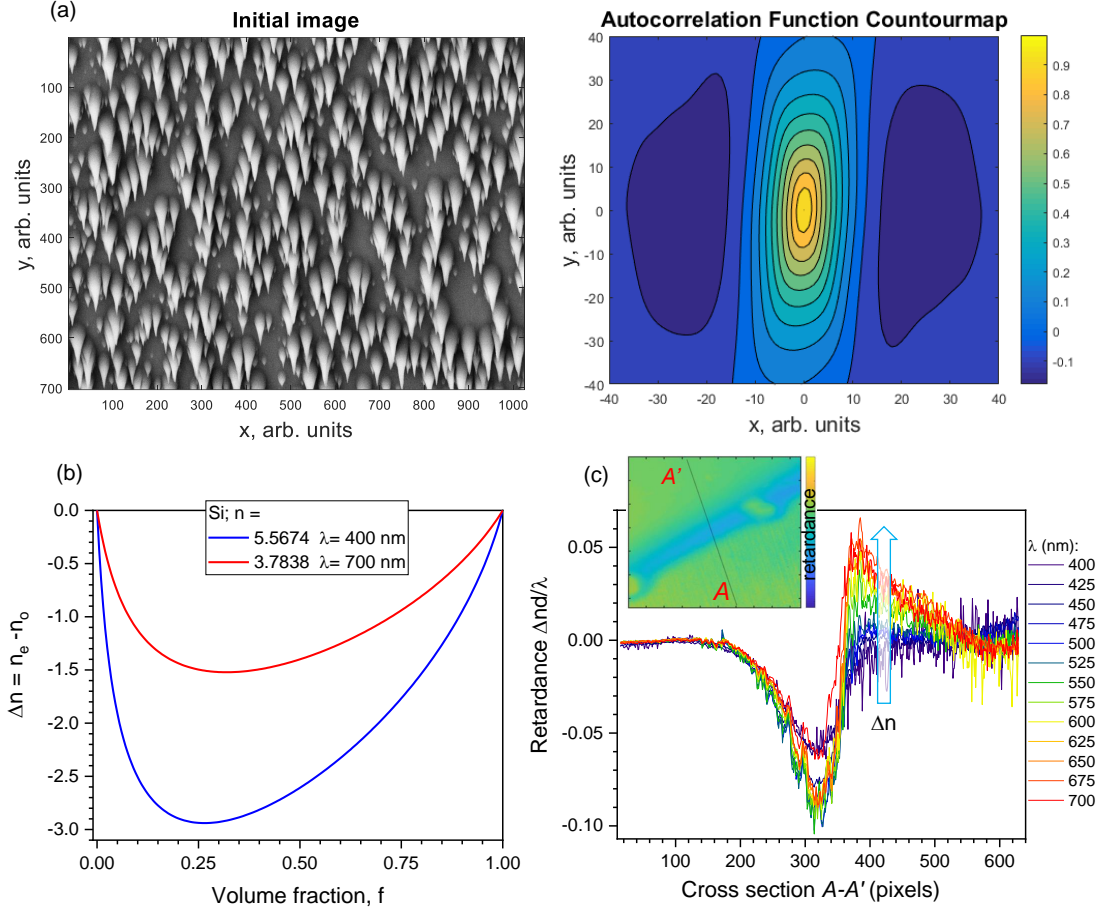 (a)
Initial image
100
200
300
400
500
600
700
y, arb. units
100 200 300 400 500 600 700 800 900 1000
x, arb. units
Autocorrelation Function Countourmap
40
30
20
10
0
-10
-20
-30
-40
y, arb. units
-40 -20 0 20 40
x, arb. units
0.9
0.8
0.7
0.6
0.5
0.4
0.3
0.2
0.1
0
-0.1
(b)
Si; n =
5.5674 λ= 400 nm
3.7838 λ= 700 nm
0.0
-0.5
-1.0
-1.5
-2.0
-2.5
-3.0
Δn = nₑ -nₒ
0.00 0.25 0.50 0.75 1.00
Volume fraction, f
(c)
A'
A
retardance
0.05
0.00
-0.05
-0.10
Retardance Δnd/λ
Δn
100 200 300 400 500 600
Cross section A-A' (pixels)
λ (nm):
400
425
450
475
500
525
550
575
600
625
650
675
700